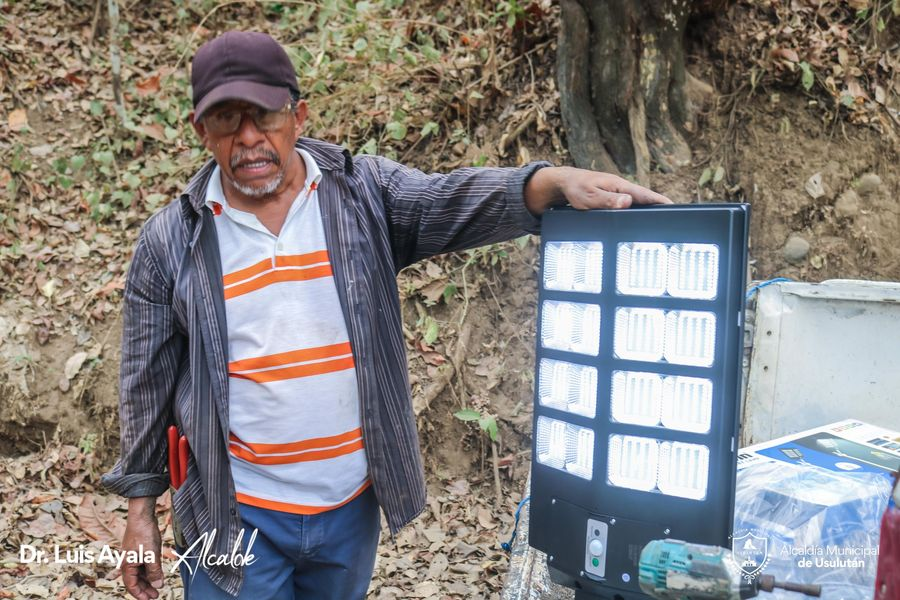 Dr. Luis Ayala Alcalde
Alcaldía Municipal
de Usulután